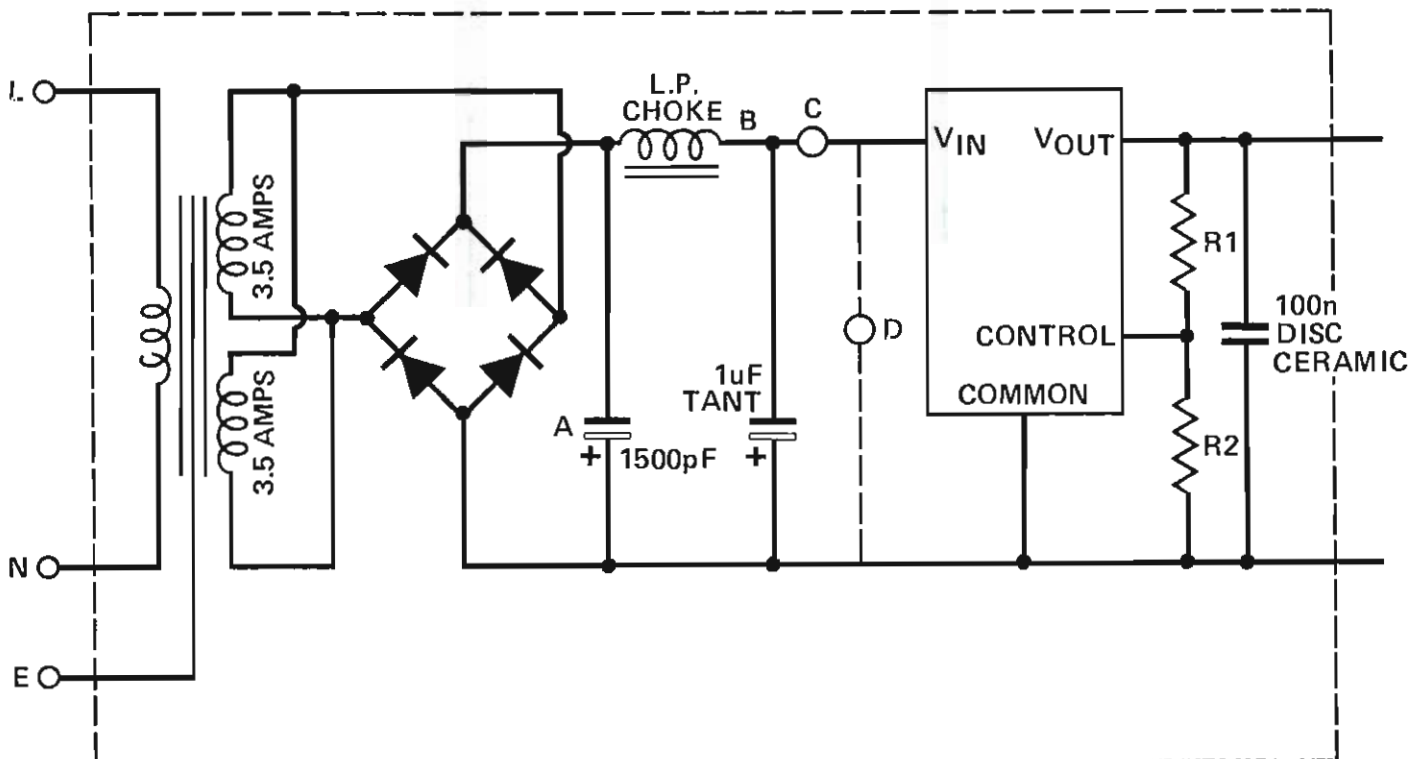 L
N
E
3.5 AMPS
3.5 AMPS
L.P.
CHOKE
A
+
1500pF
B
1uF
TANT
+
C
D
VIN
VOUT
CONTROL
COMMON
R1
R2
100n
DISC
CERAMIC